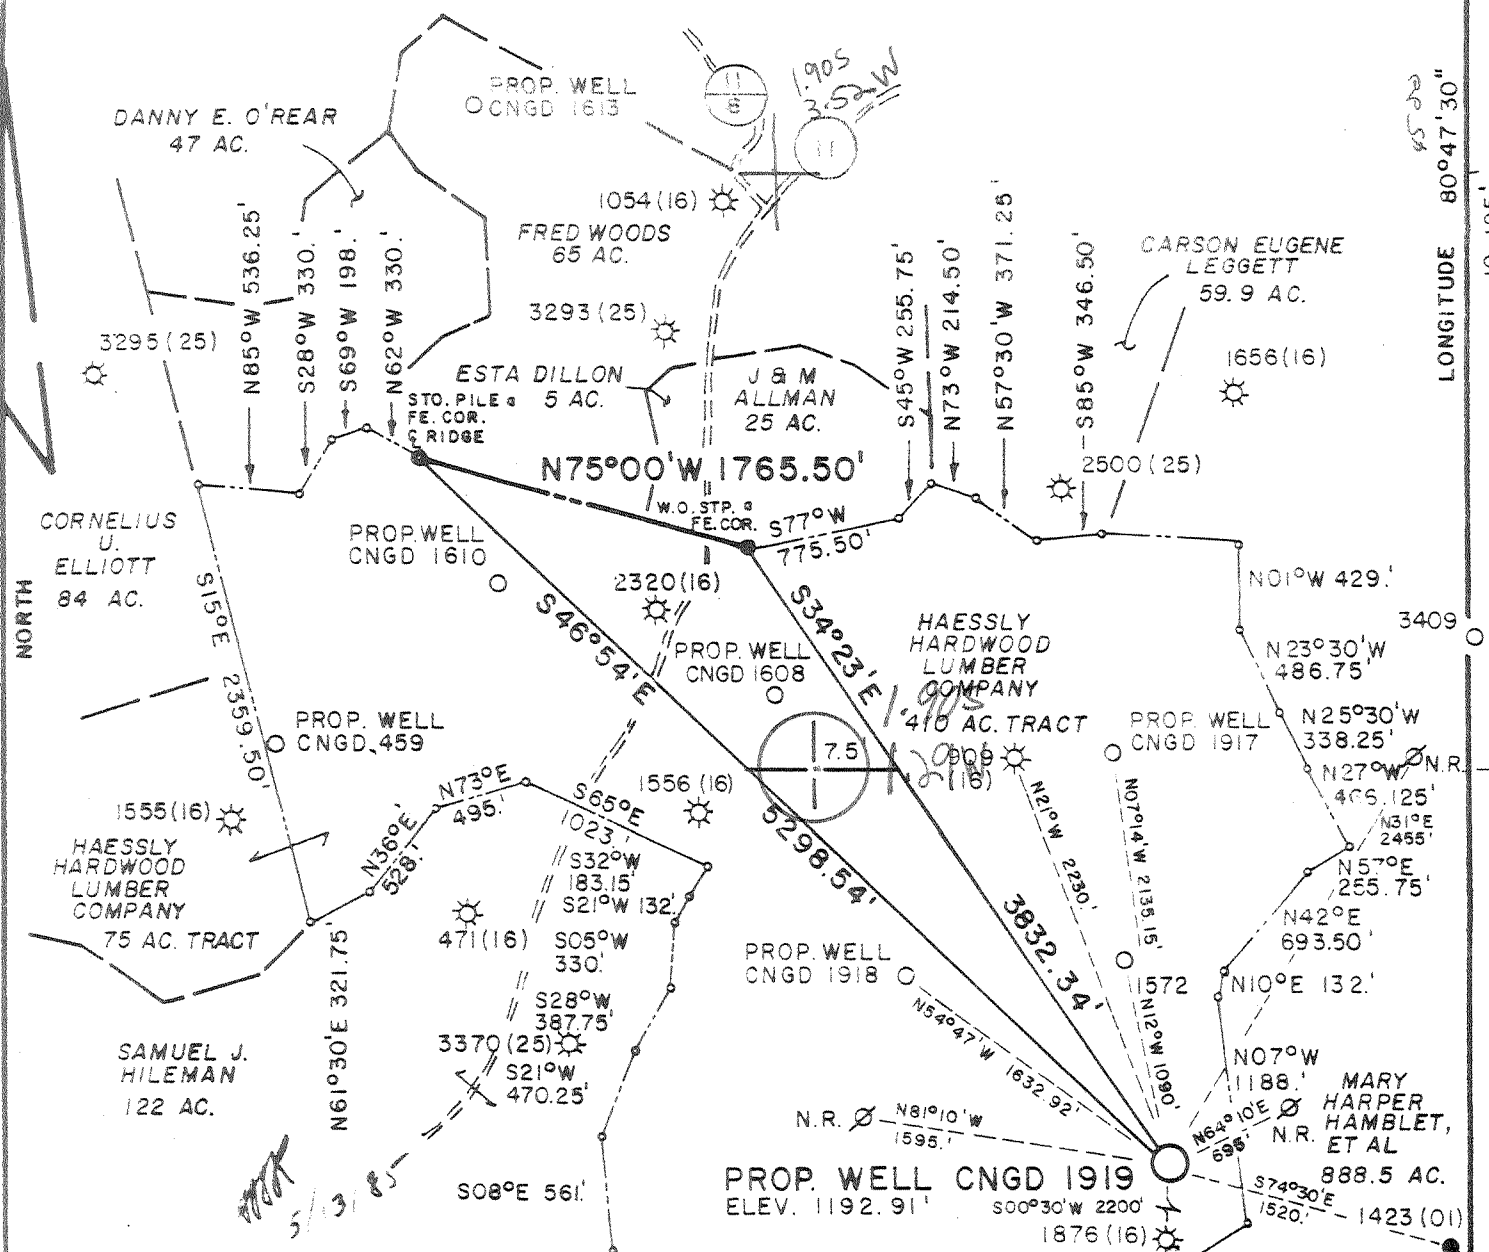 PROP. WELL
CNGD 1613
11
8
1.905
3.52 W
11
DANNY E. O'REAR
47 AC.
LONGITUDE 80°47'30"
1054 (16)
FRED WOODS
65 AC.
CARSON EUGENE
LEGGETT
59.9 AC.
N85°W 536.25'
S28°W 330.'
S69°W 198.'
N62°W 330.'
3293 (25)
3295 (25)
S45°W 255.75'
N73°W 214.50'
N57°30'W 371.25'
S85°W 346.50'
1656 (16)
ESTA DILLON
5 AC.
J & M
ALLMAN
25 AC.
STO. PILE @
FE. COR.
℄ RIDGE
N75°00'W 1765.50'
2500 (25)
W.O. STP. @
FE. COR.
S77°W
775.50'
CORNELIUS
U.
ELLIOTT
84 AC.
PROP. WELL
CNGD 1610
NORTH
2320 (16)
S15°E 2359.50'
S46°54'E
5298.54'
S34°23'E
3832.34'
N01°W 429.'
3409
HAESSLY
HARDWOOD
LUMBER
COMPANY
410 AC. TRACT
PROP. WELL
CNGD 1608
N23°30'W
486.75'
1.905
PROP. WELL
CNGD 459
7.5
909
(16)
PROP. WELL
CNGD 1917
N25°30'W
338.25'
N.R.
N27°W
N31°E
2455'
1555 (16)
N73°E
495.'
N36°E
528.'
S65°E
1023.'
1556 (16)
N21°W 2230.'
N07°14'W 2135.15'
N57°E
255.75'
HAESSLY
HARDWOOD
LUMBER
COMPANY
75 AC. TRACT
S32°W
183.15'
S21°W 132.'
471 (16)
S05°W
330.'
N42°E
693.50'
PROP. WELL
CNGD 1918
1572
N10°E 132.'
N61°30'E 321.75'
S28°W
387.75'
3370 (25)
S21°W
470.25'
N54°47'W 1632.92'
N12°W 1090.'
SAMUEL J.
HILEMAN
122 AC.
N07°W
1188.'
MARY
HARPER
HAMBLET,
ET AL
888.5 AC.
N.R.
N81°10'W
1595.'
N64°10'E
N.R.
5/13/85
S08°E 561.'
PROP. WELL CNGD 1919
ELEV. 1192.91'
S00°30'W 2200'
1876 (16)
S74°30'E
1520.'
1423 (01)